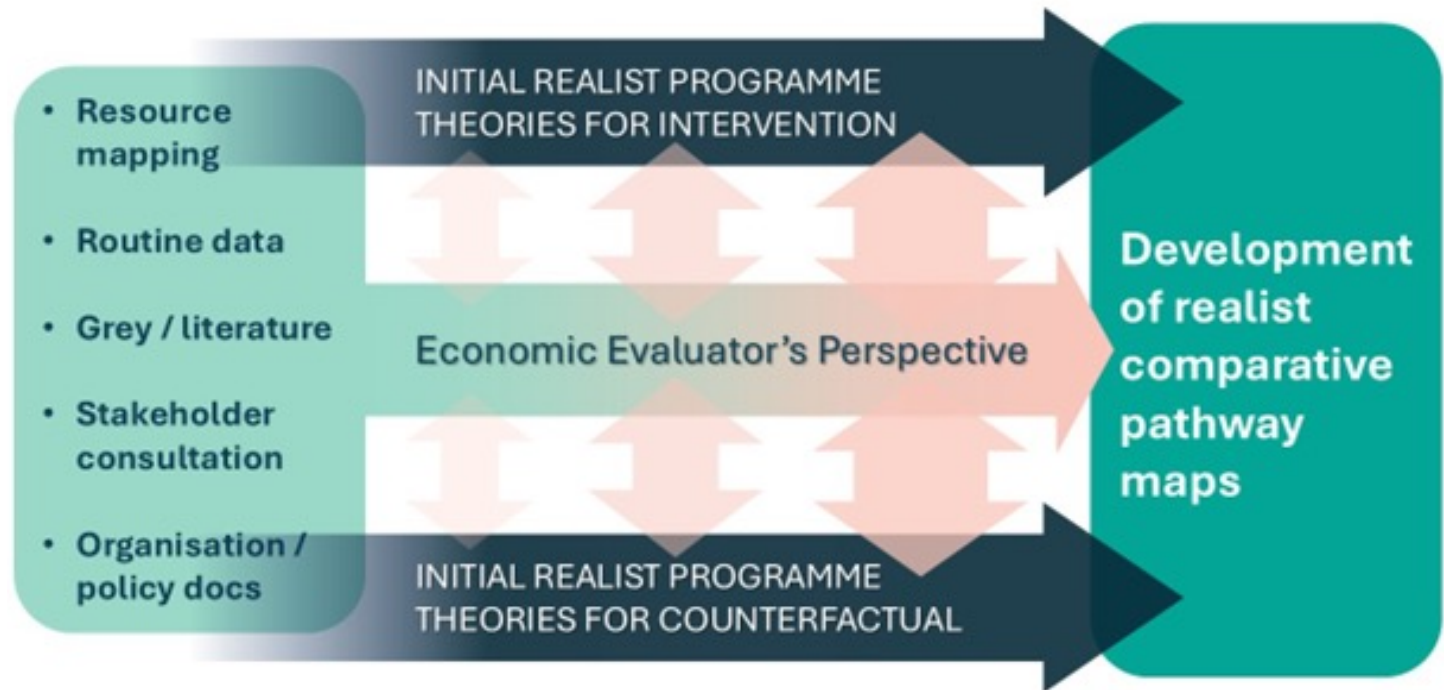 • Resource
mapping
• Routine data
• Grey / literature
• Stakeholder
consultation
• Organisation /
policy docs
INITIAL REALIST PROGRAMME
THEORIES FOR INTERVENTION
Economic Evaluator's Perspective
INITIAL REALIST PROGRAMME
THEORIES FOR COUNTERFACTUAL
Development
of realist
comparative
pathway
maps